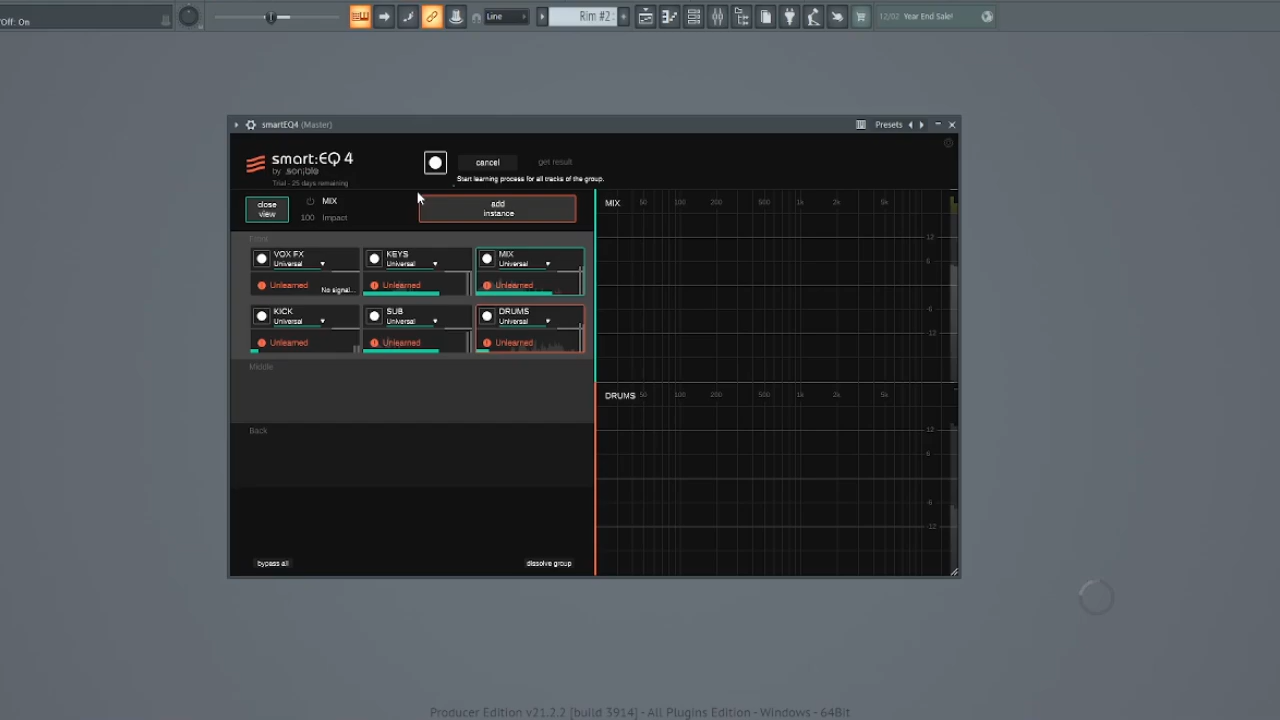 'Off: On
Line
Rim #2
12/02 Year End Sale!
smartEQ4 (Master)
Presets
smart:EQ 4
by sonible
Trial - 25 days remaining
cancel
get result
Start learning process for all tracks of the group.
close
view
MIX
100 Impact
add
instance
Front
VOX FX
Universal
Unlearned
No signal...
KEYS
Universal
Unlearned
MIX
Universal
Unlearned
KICK
Universal
Unlearned
SUB
Universal
Unlearned
DRUMS
Universal
Unlearned
Middle
Back
bypass all
dissolve group
MIX 50 100 200 500 1k 2k 5k
12
6
-6
-12
DRUMS 50 100 200 500 1k 2k 5k
12
6
-6
-12
Producer Edition v21.2.2 [build 3914] - All Plugins Edition - Windows - 64Bit